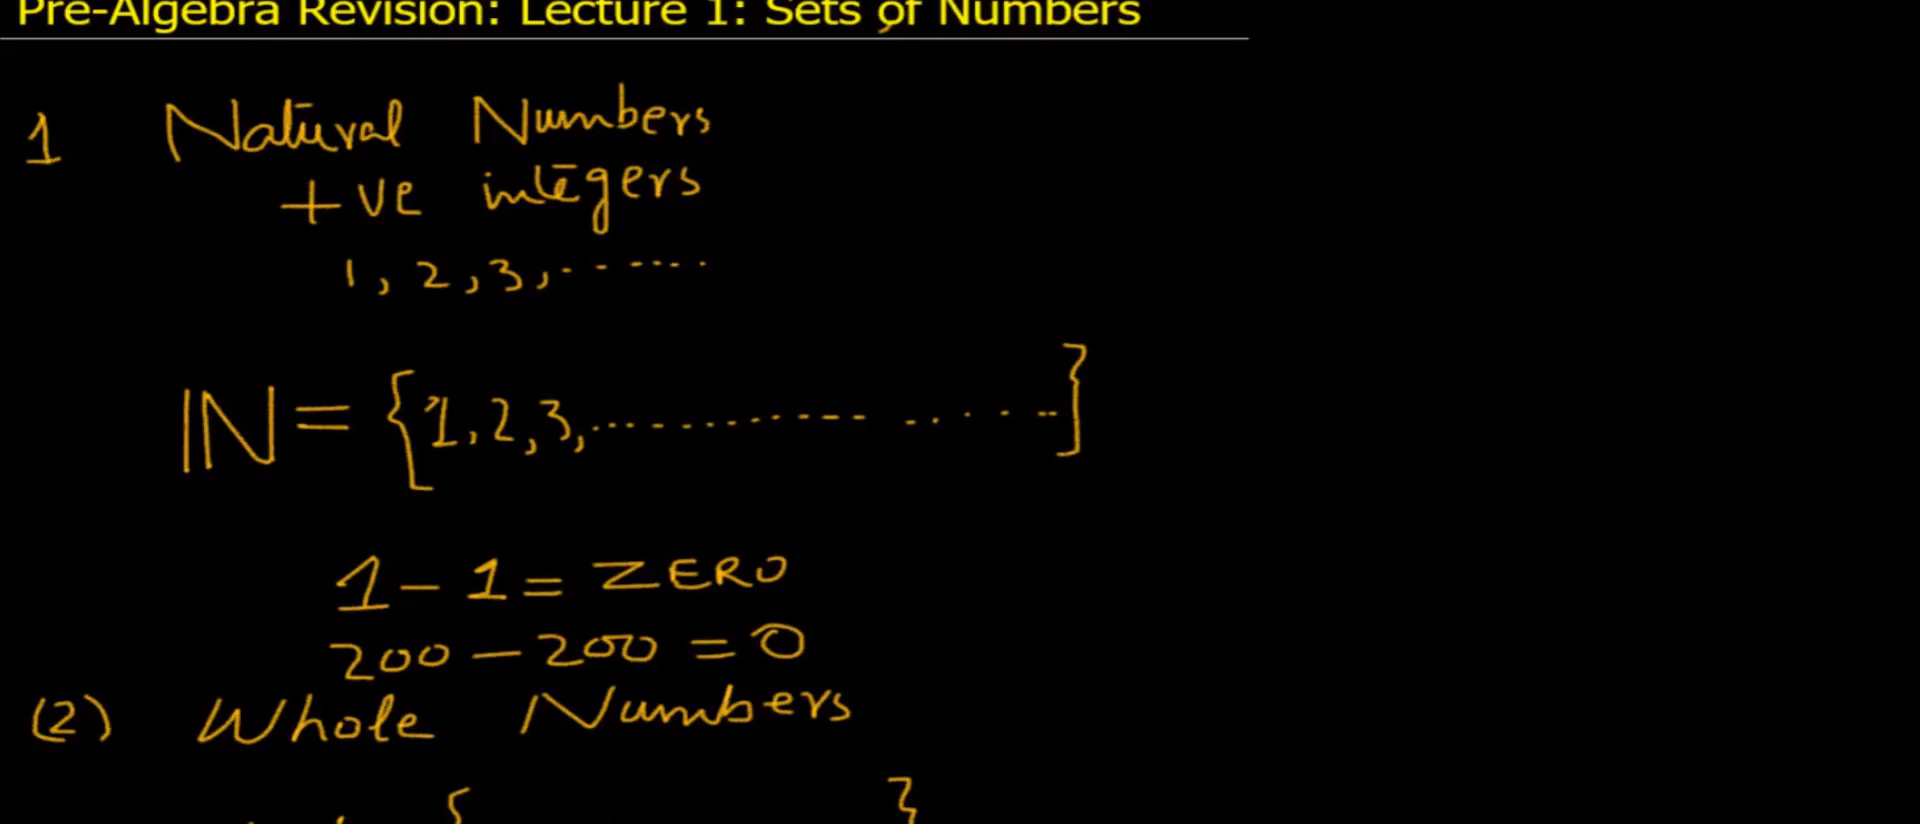 Pre-Algebra Revision: Lecture 1: Sets of Numbers
1 Natural Numbers
+ve integers
1, 2, 3, .......
IN = {1, 2, 3, ....................}
1 - 1 = ZERO
200 - 200 = 0
(2) Whole Numbers
{ }